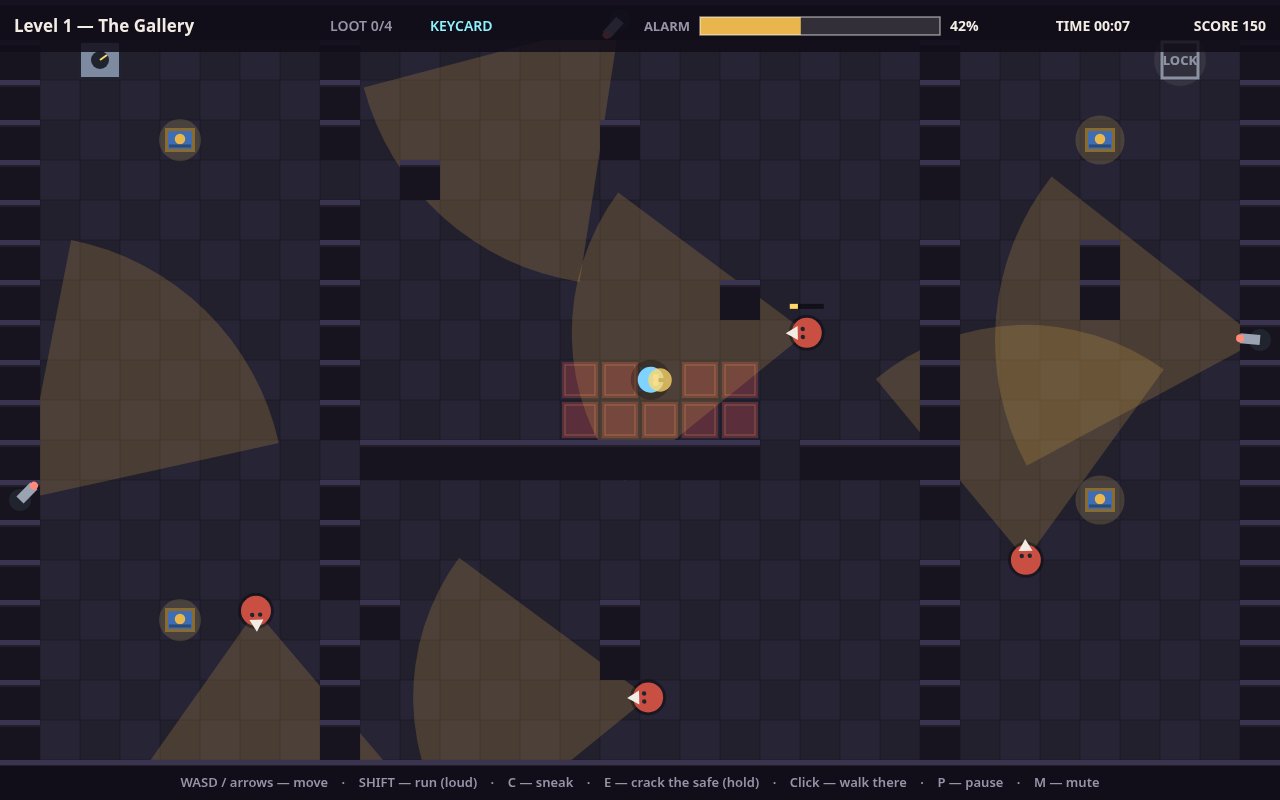 Level 1 — The Gallery LOOT 0/4 KEYCARD ALARM 42% TIME 00:07 SCORE 150
LOCK
WASD / arrows — move · SHIFT — run (loud) · C — sneak · E — crack the safe (hold) · Click — walk there · P — pause · M — mute